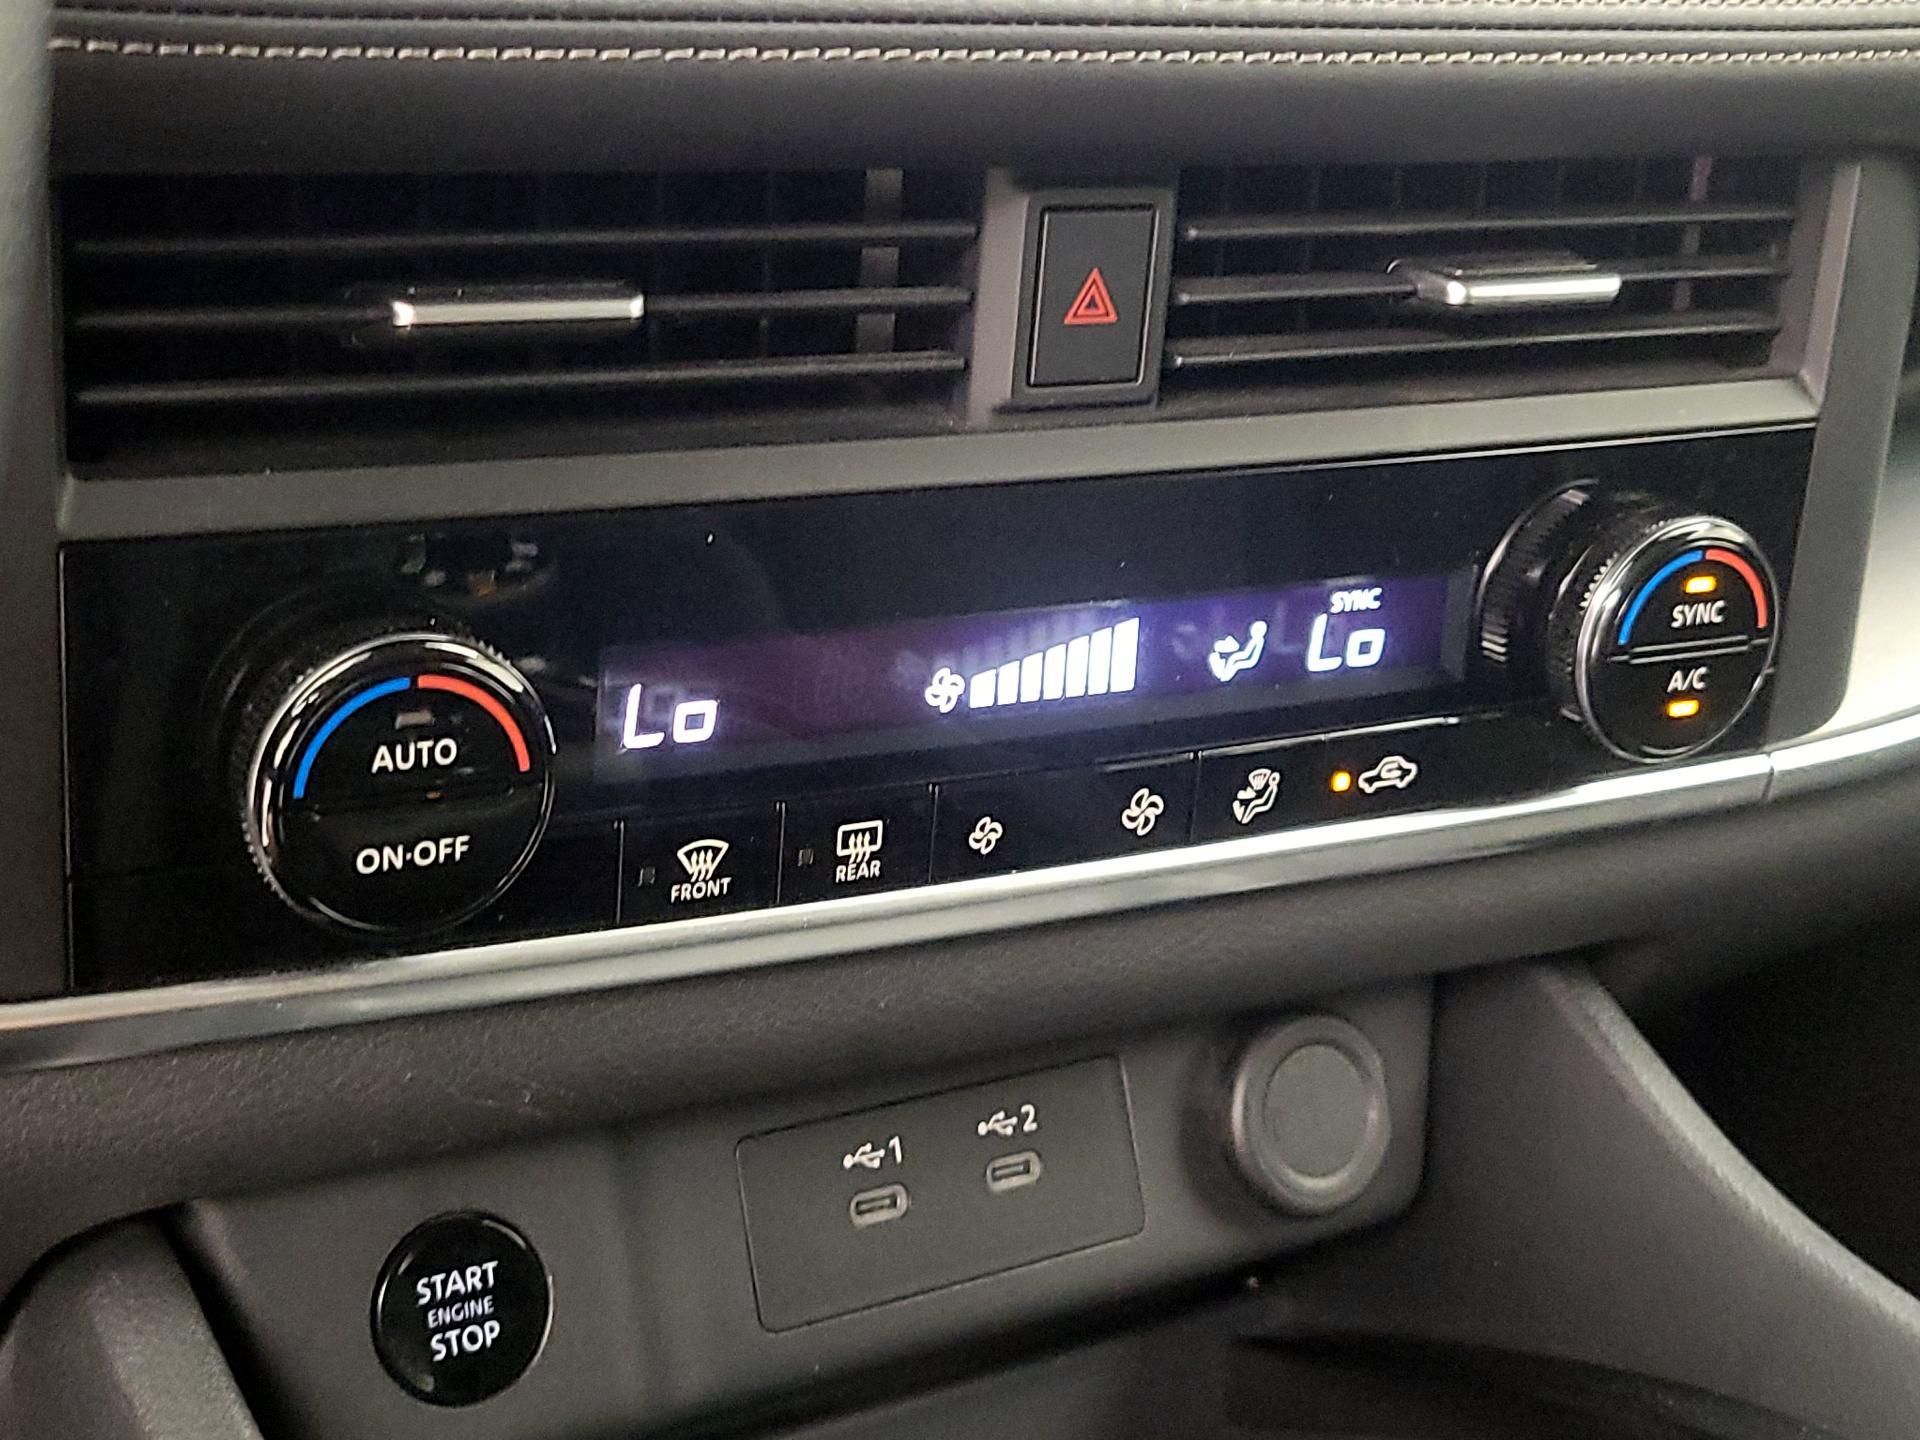 SYNC
Lo
Lo
AUTO
ON·OFF
SYNC
A/C
FRONT
REAR
1
2
START
ENGINE
STOP